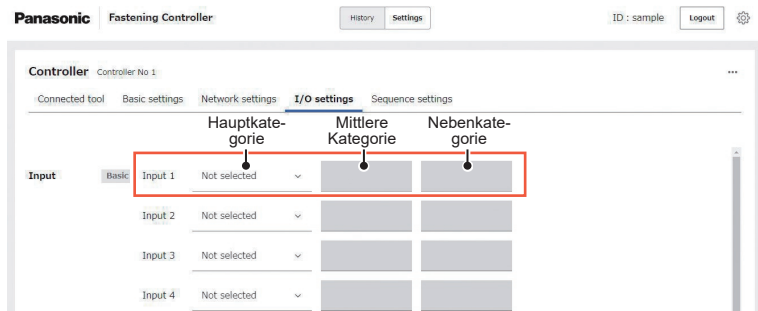 Panasonic Fastening Controller History Settings ID : sample Logout
Controller Controller No 1 ...
Connected tool Basic settings Network settings I/O settings Sequence settings
Hauptkate-
gorie
Mittlere
Kategorie
Nebenkate-
gorie
Input Basic Input 1 Not selected
Input 2 Not selected
Input 3 Not selected
Input 4 Not selected